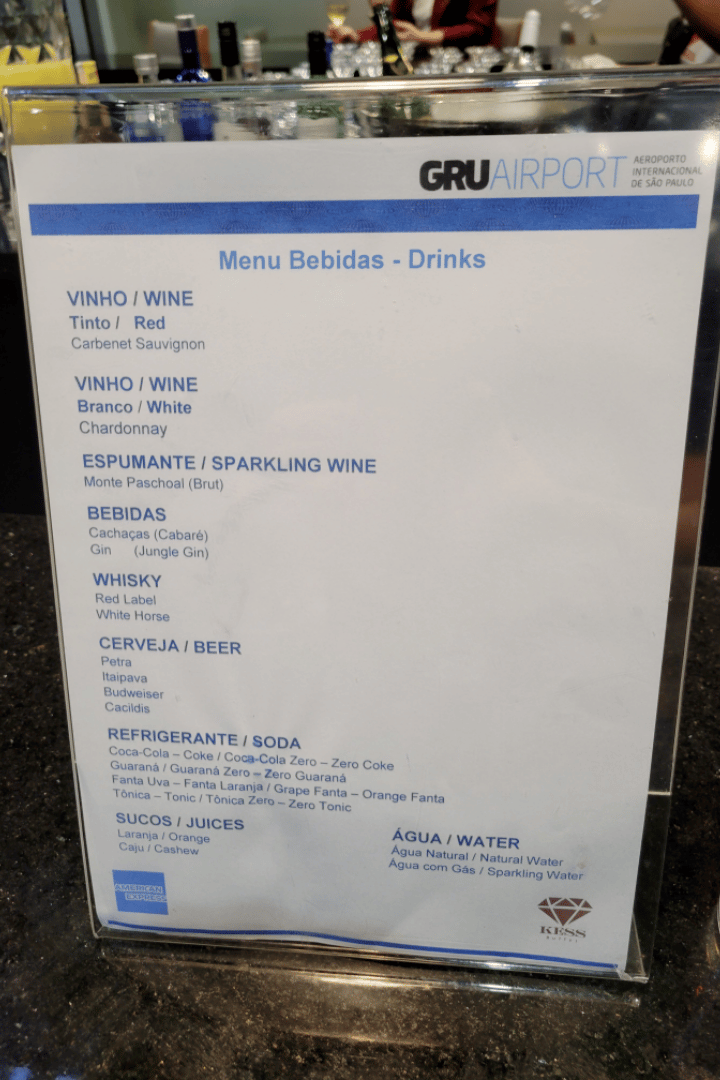 GRUAIRPORT
AEROPORTO
INTERNACIONAL
DE SÃO PAULO
Menu Bebidas - Drinks
VINHO / WINE
Tinto / Red
Carbenet Sauvignon
VINHO / WINE
Branco / White
Chardonnay
ESPUMANTE / SPARKLING WINE
Monte Paschoal (Brut)
BEBIDAS
Cachaças (Cabaré)
Gin (Jungle Gin)
WHISKY
Red Label
White Horse
CERVEJA / BEER
Petra
Itaipava
Budweiser
Cacildis
REFRIGERANTE / SODA
Coca-Cola – Coke / Coca-Cola Zero – Zero Coke
Guaraná / Guaraná Zero – Zero Guaraná
Fanta Uva – Fanta Laranja / Grape Fanta – Orange Fanta
Tônica – Tonic / Tônica Zero – Zero Tonic
SUCOS / JUICES
Laranja / Orange
Caju / Cashew
ÁGUA / WATER
Água Natural / Natural Water
Água com Gás / Sparkling Water
AMERICAN
EXPRESS
KESS
Buffet